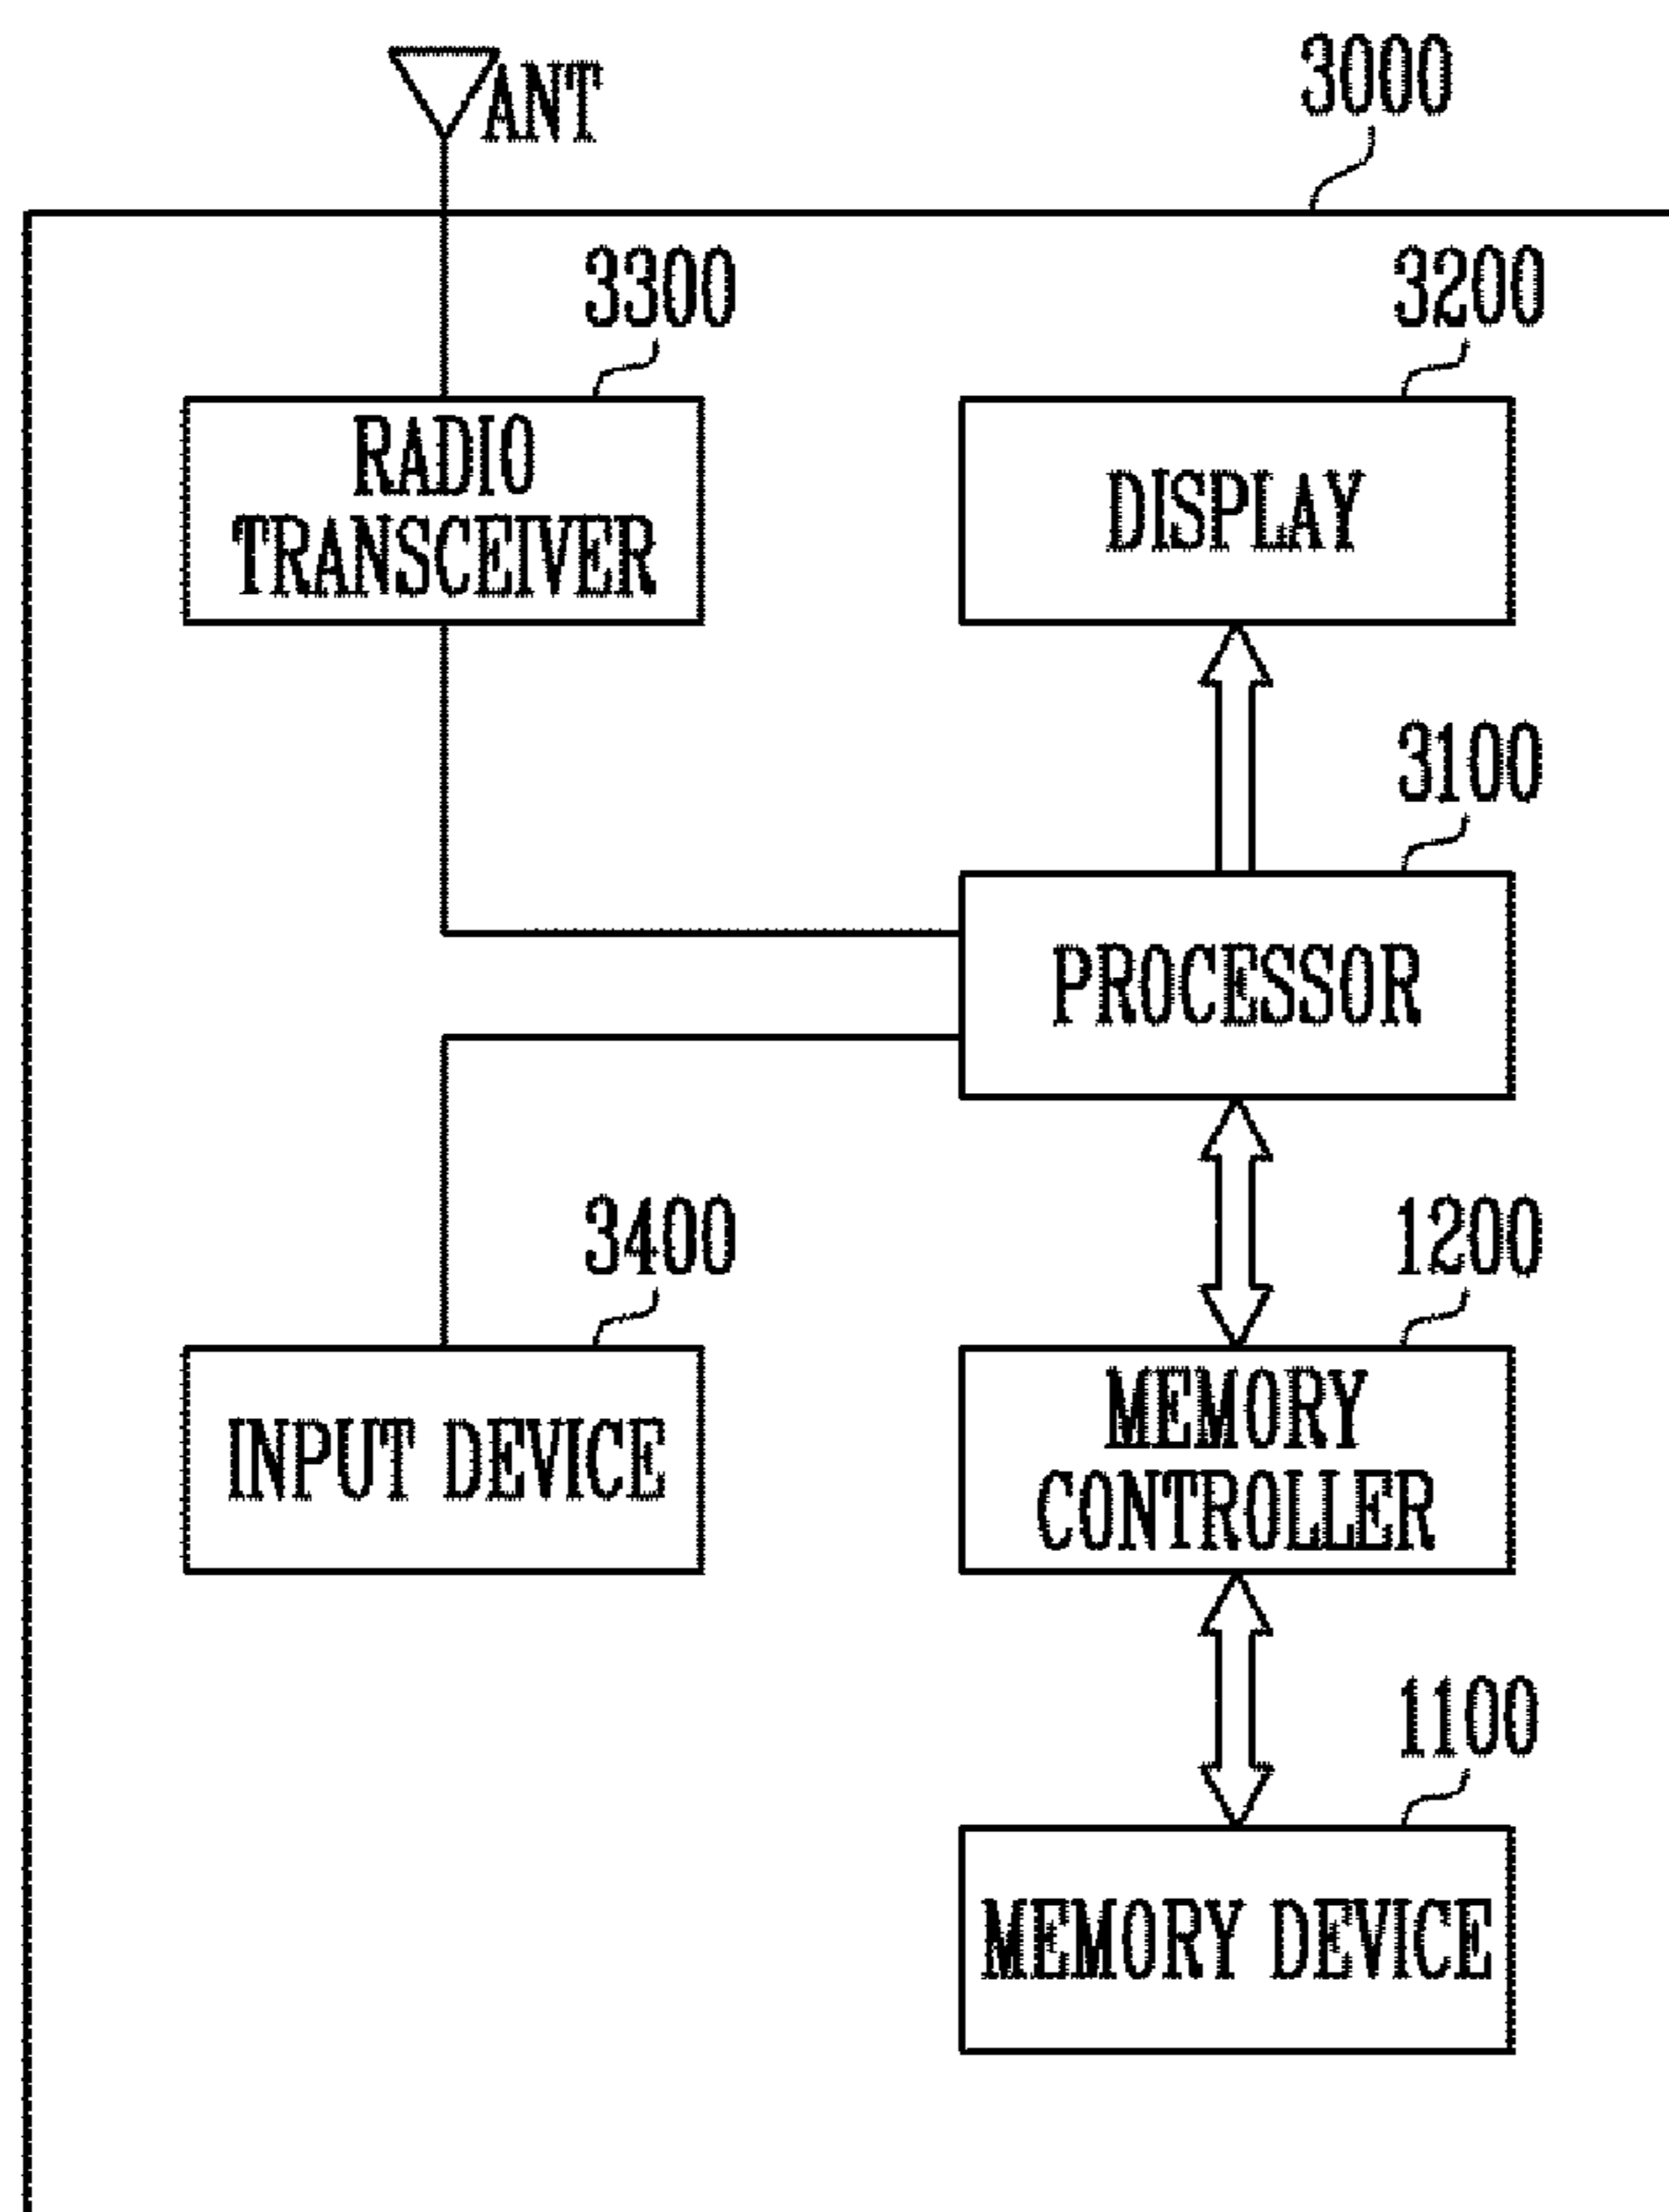 ANT
3000
3300
3200
RADIO
TRANSCEIVER
DISPLAY
3100
PROCESSOR
3400
1200
INPUT DEVICE
MEMORY
CONTROLLER
1100
MEMORY DEVICE